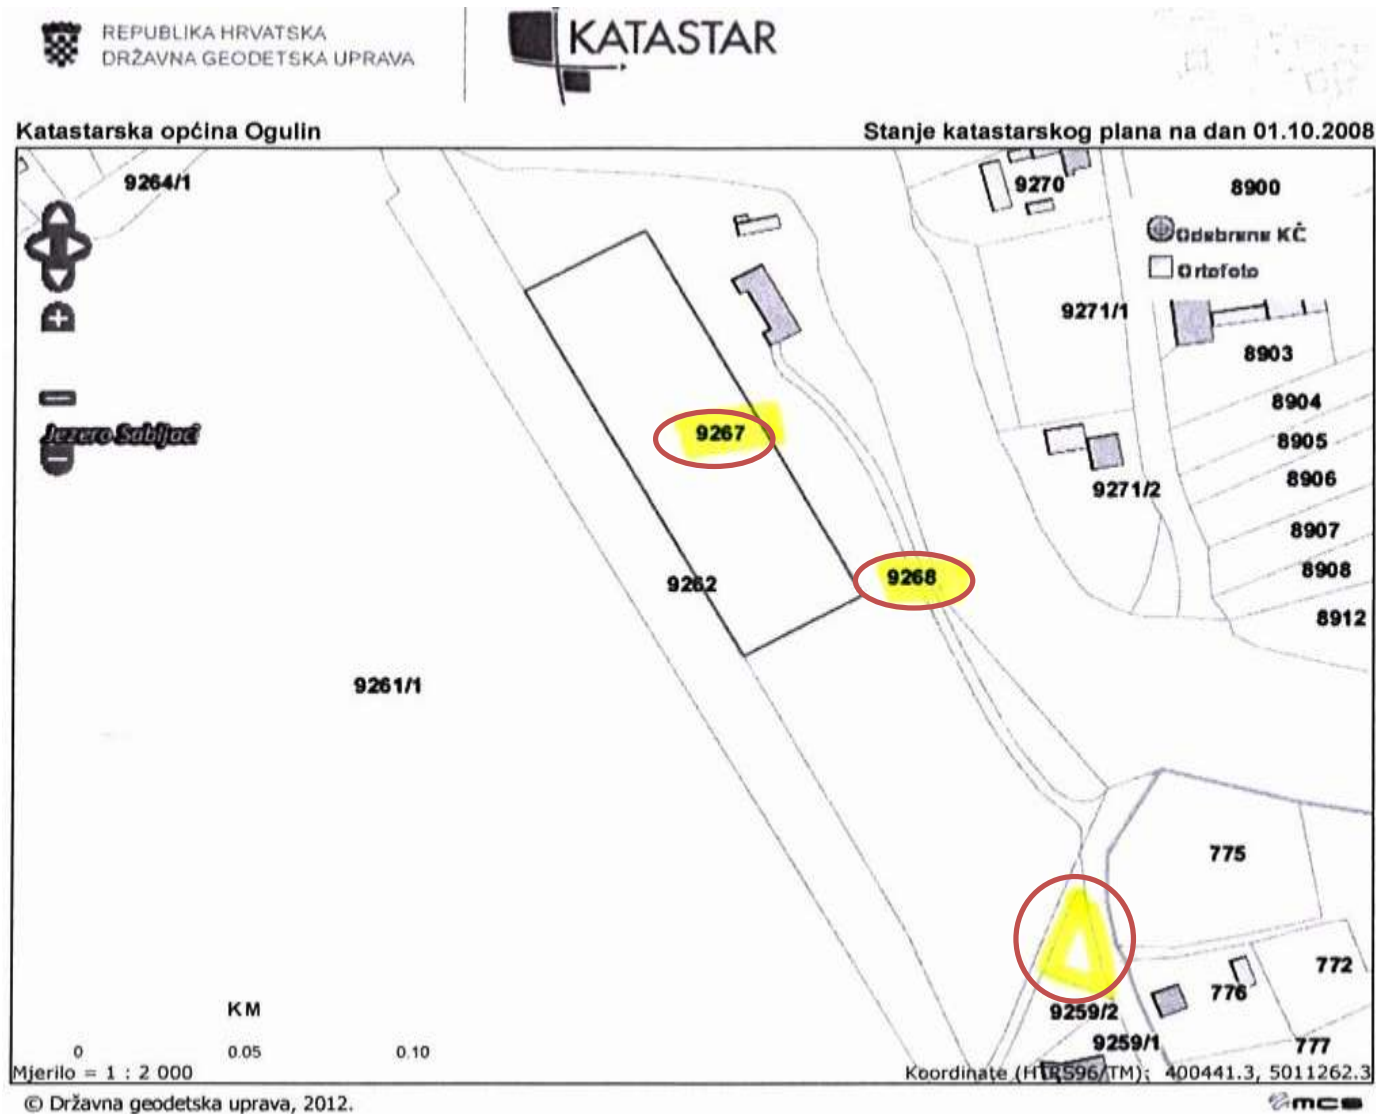 REPUBLIKA HRVATSKA
DRŽAVNA GEODETSKA UPRAVA
KATASTAR
Katastarska općina Ogulin
Stanje katastarskog plana na dan 01.10.2008
9264/1
9270
8900
Odabrane KČ
Ortofoto
9271/1
8903
8904
Jezero Sabljaci
9267
8905
8906
9271/2
8907
8908
9268
9262
8912
9261/1
775
772
776
KM
9259/2
9259/1
777
0 0.05 0.10
Mjerilo = 1 : 2 000
Koordinate (HTRS96/TM): 400441.3, 5011262.3
© Državna geodetska uprava, 2012.
mcs